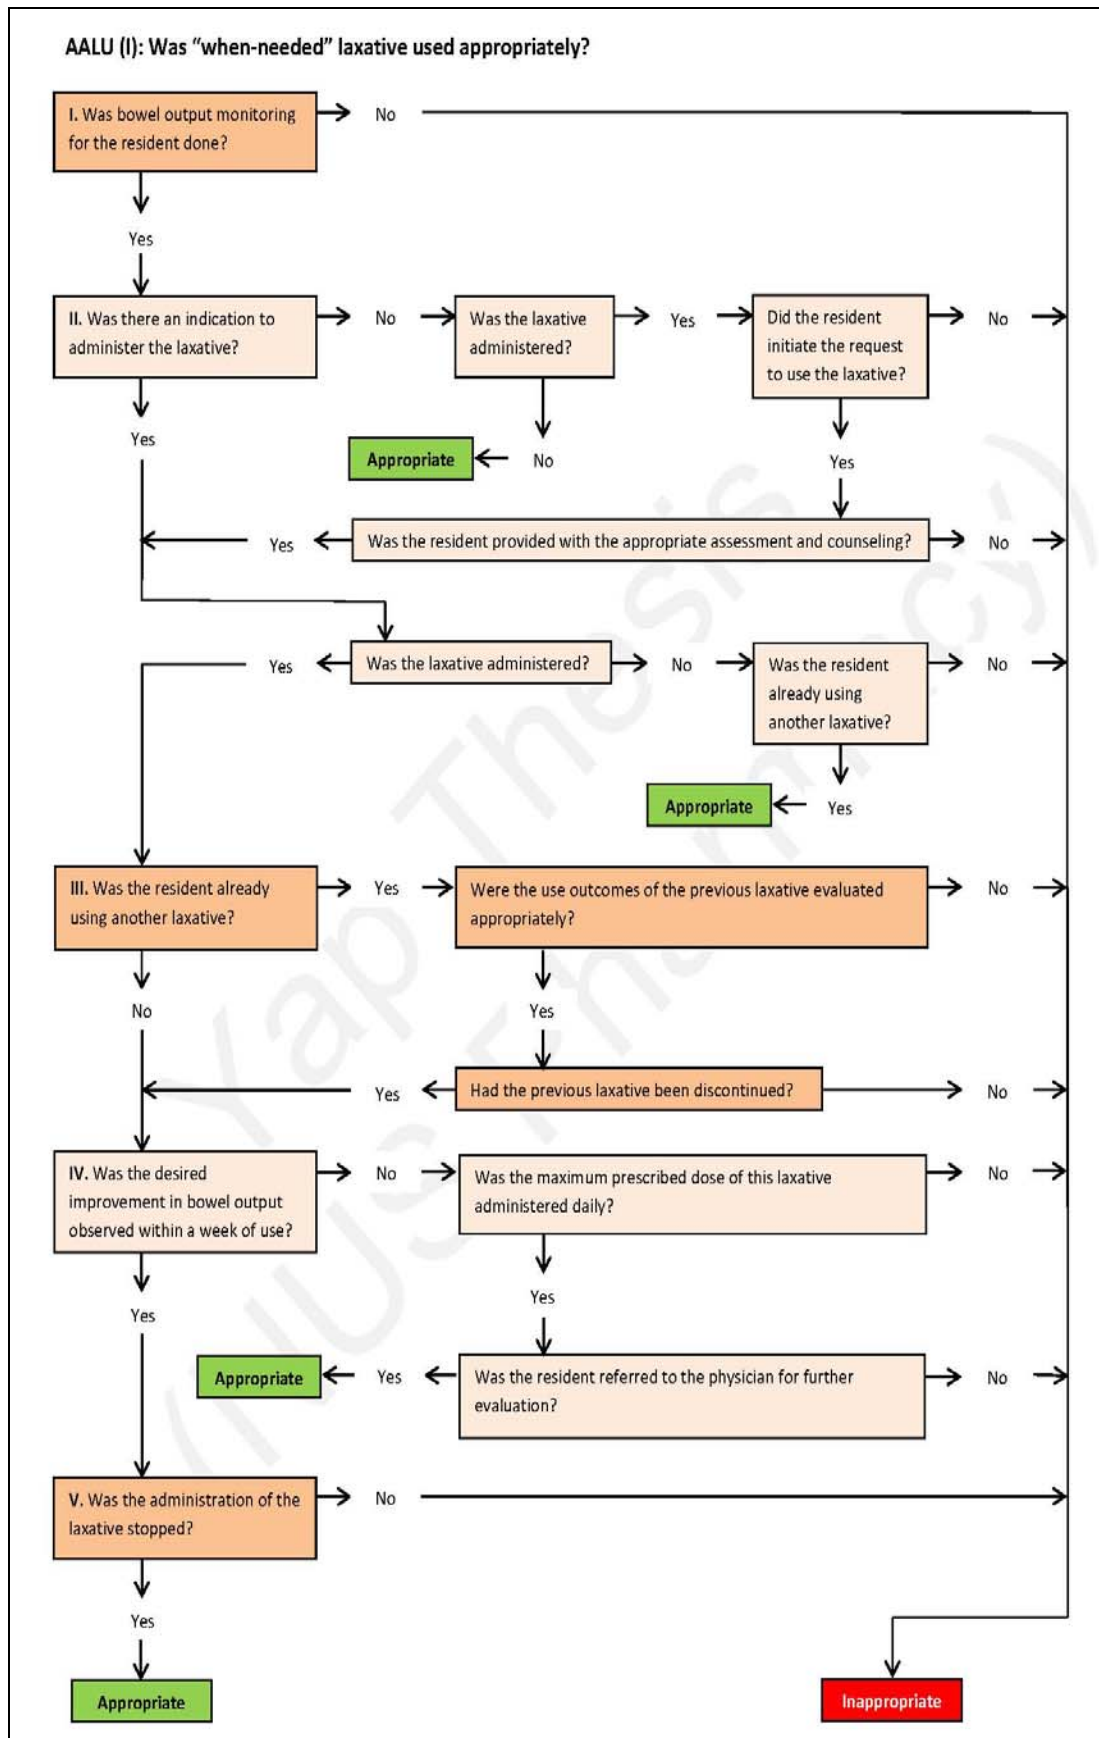 AALU (I): Was “when-needed” laxative used appropriately?
I. Was bowel output monitoring
for the resident done?
No
Yes
II. Was there an indication to
administer the laxative?
No
Was the laxative
administered?
Yes
Did the resident
initiate the request
to use the laxative?
No
Yes
Appropriate
No
Yes
Yes
Was the resident provided with the appropriate assessment and counseling?
No
Yes
Was the laxative administered?
No
Was the resident
already using
another laxative?
No
Appropriate
Yes
III. Was the resident already
using another laxative?
Yes
Were the use outcomes of the previous laxative evaluated
appropriately?
No
No
Yes
Yes
Had the previous laxative been discontinued?
No
IV. Was the desired
improvement in bowel output
observed within a week of use?
No
Was the maximum prescribed dose of this laxative
administered daily?
No
Yes
Yes
Appropriate
Yes
Was the resident referred to the physician for further
evaluation?
No
V. Was the administration of the
laxative stopped?
No
Yes
Appropriate
Inappropriate
Yap Thesis
(NUS Pharmacy)